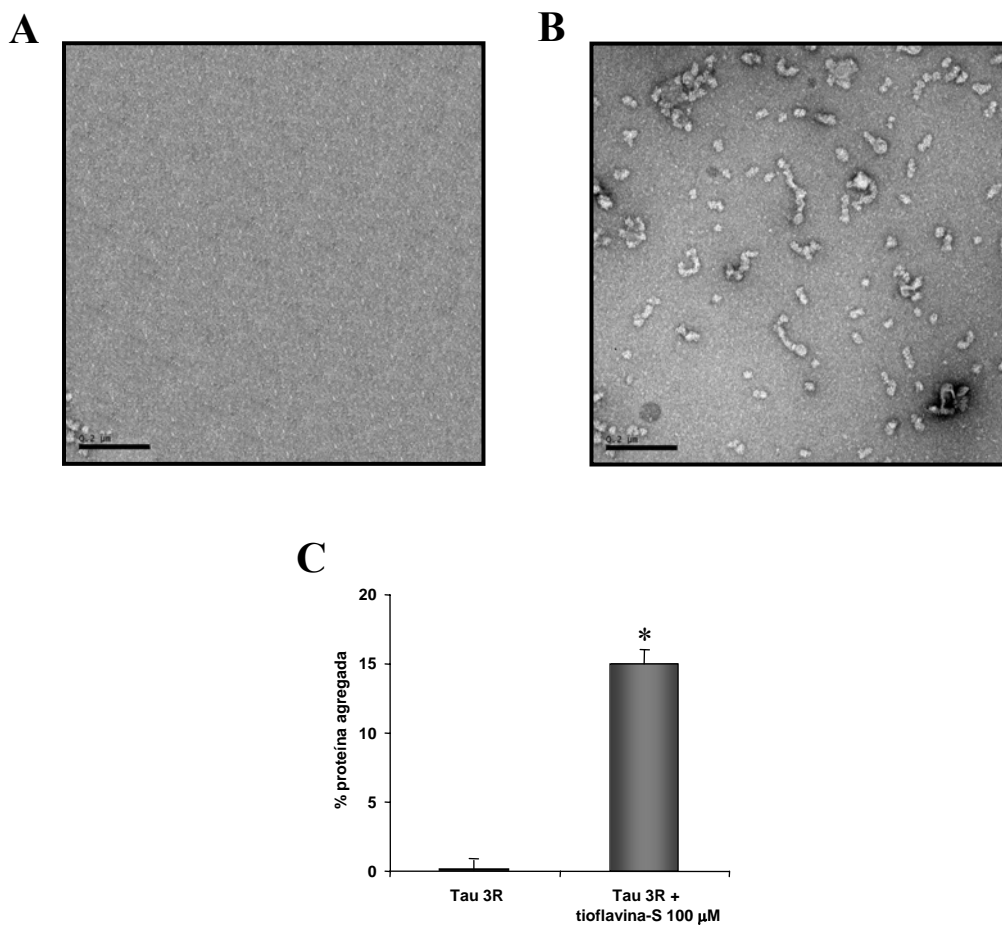 A
B
0.2 µm
0.2 µm
C
% proteína agregada
20
15
10
5
0
*
Tau 3R
Tau 3R +
tioflavina-S 100 µM